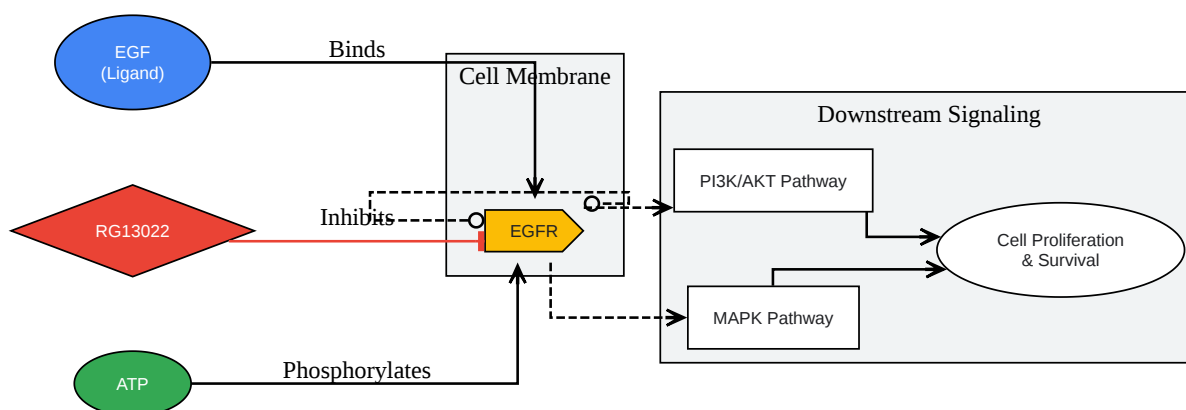 EGF
(Ligand)
Binds
Cell Membrane
Downstream Signaling
PI3K/AKT Pathway
RG13022
Inhibits
EGFR
Cell Proliferation
& Survival
MAPK Pathway
ATP
Phosphorylates